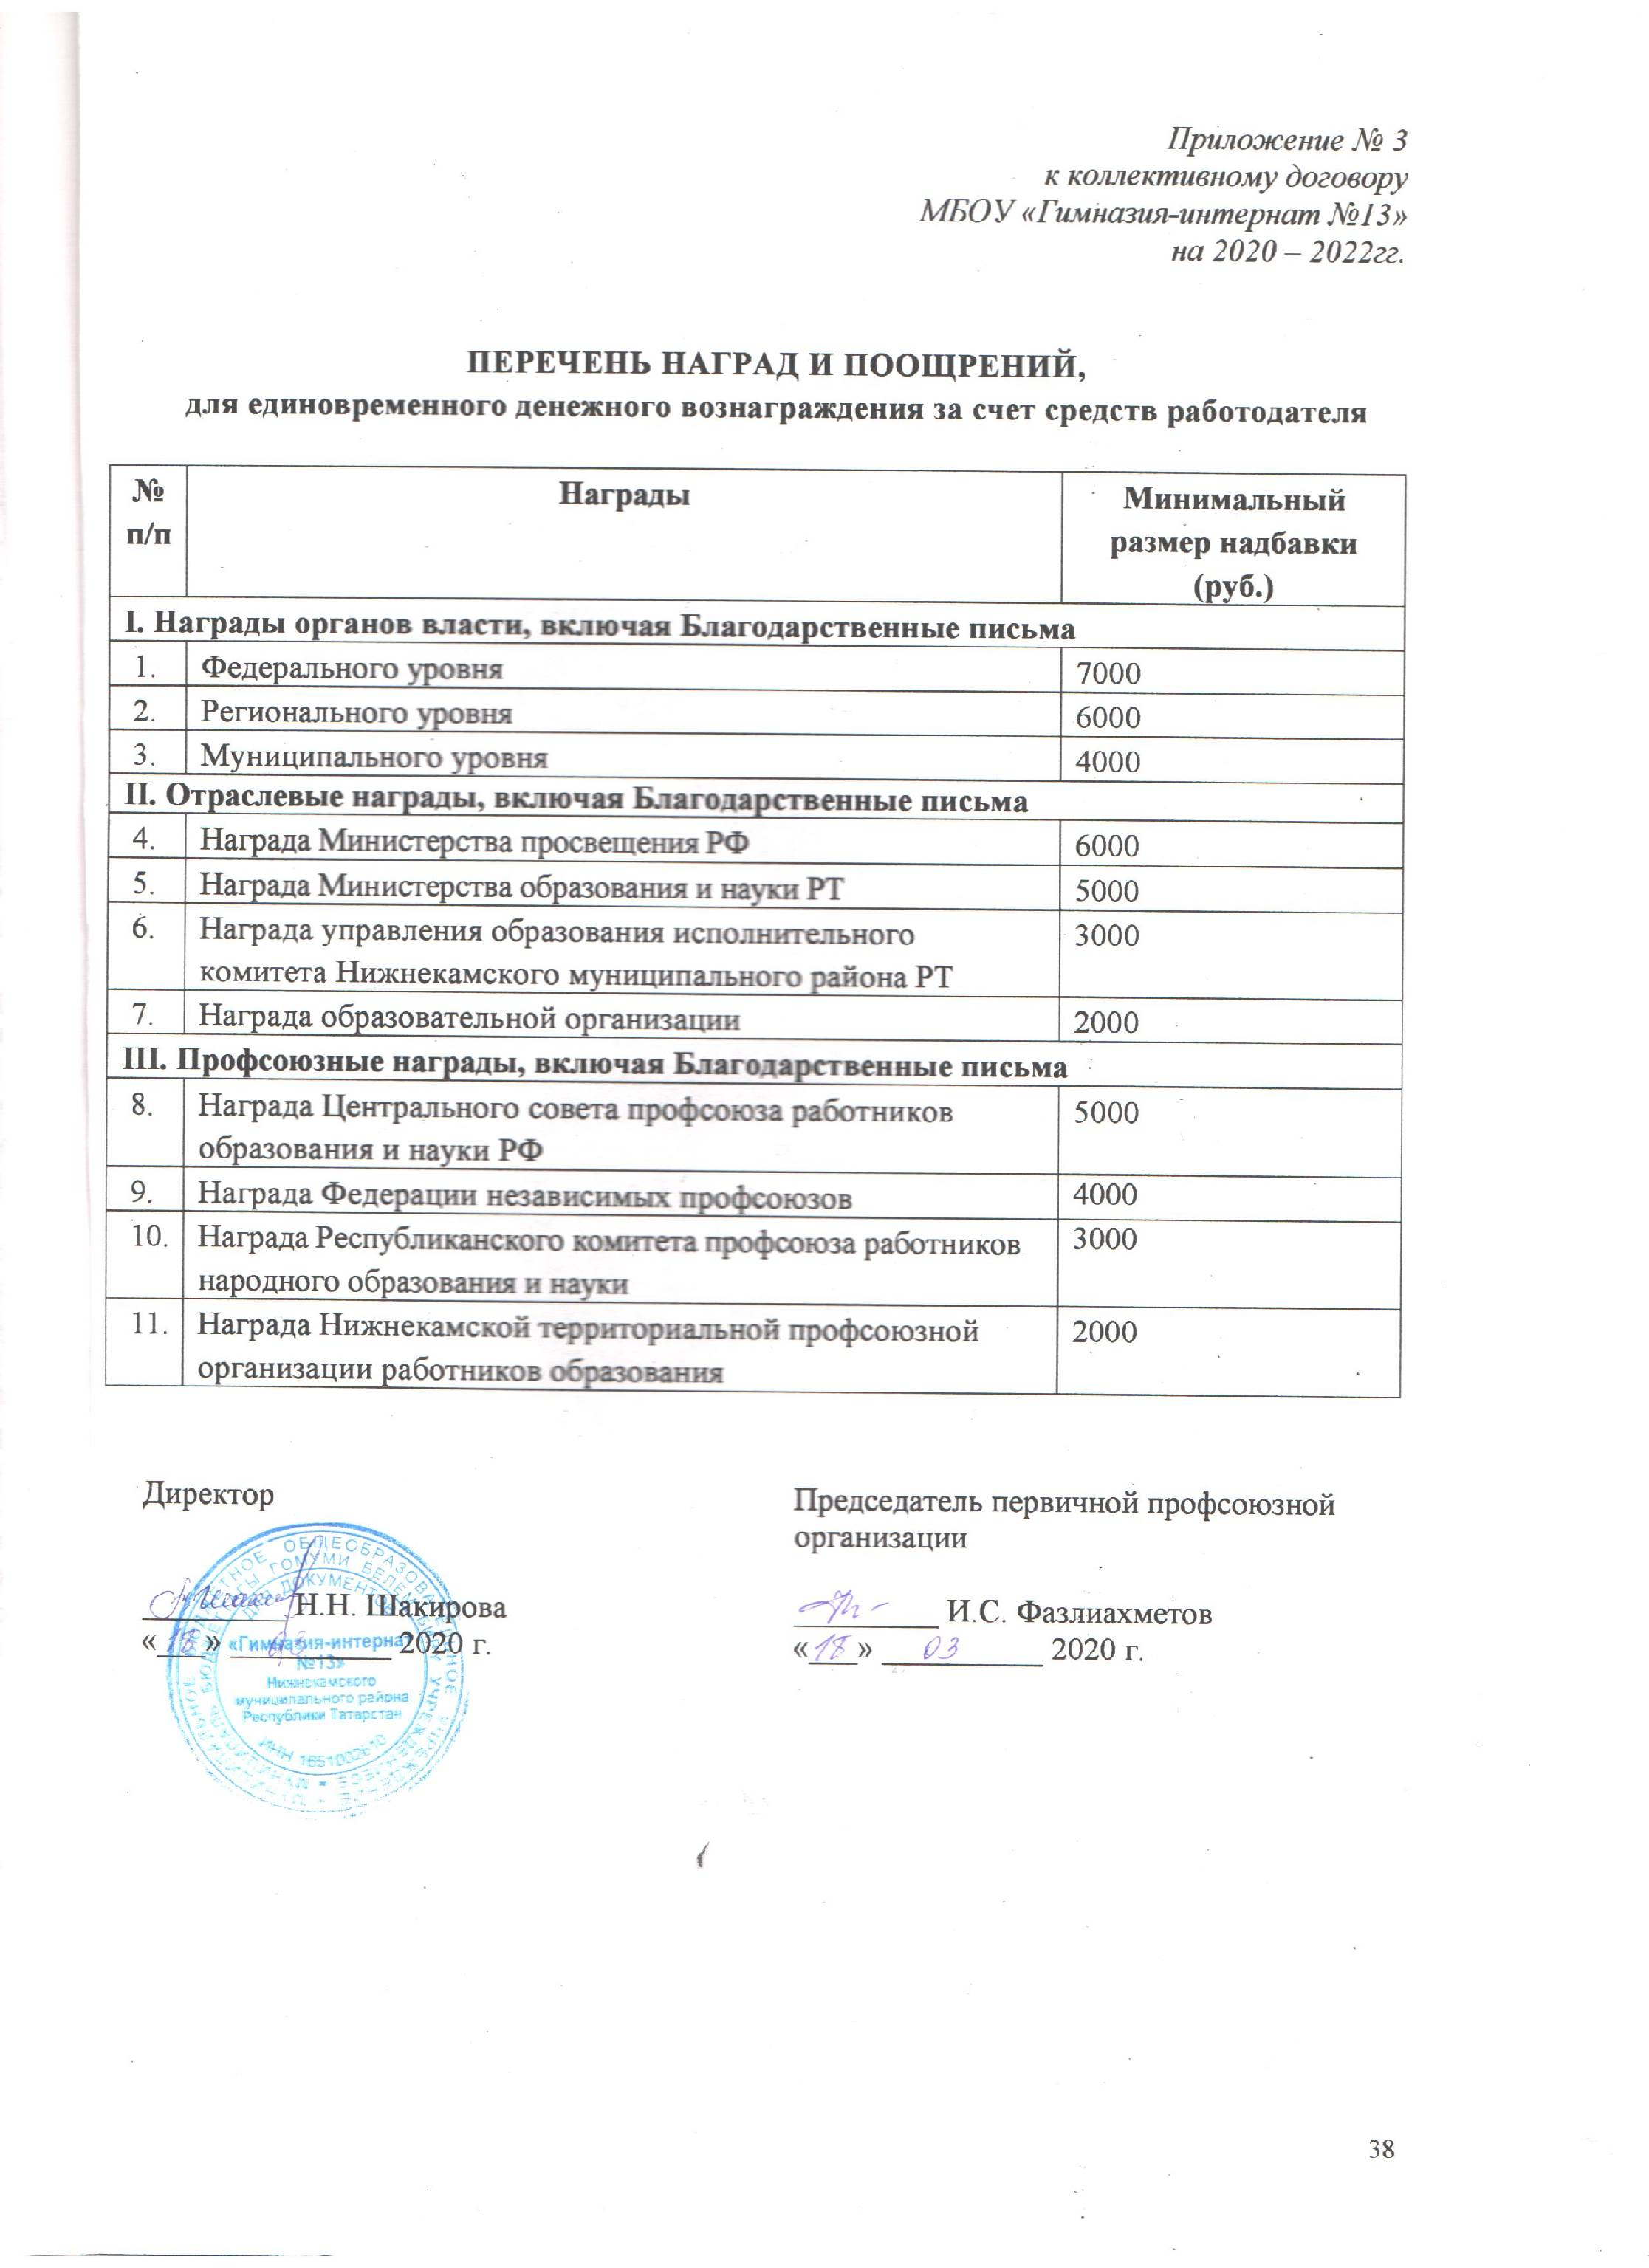 Приложение № 3
к коллективному договору
МБОУ «Гимназия-интернат №13»
на 2020 – 2022гг.
ПЕРЕЧЕНЬ НАГРАД И ПООЩРЕНИЙ,
для единовременного денежного вознаграждения за счет средств работодателя
№ п/п Награды Минимальный размер надбавки (руб.)
I. Награды органов власти, включая Благодарственные письма
1. Федерального уровня 7000
2. Регионального уровня 6000
3. Муниципального уровня 4000
II. Отраслевые награды, включая Благодарственные письма
4. Награда Министерства просвещения РФ 6000
5. Награда Министерства образования и науки РТ 5000
6. Награда управления образования исполнительного 3000
комитета Нижнекамского муниципального района РТ
7. Награда образовательной организации 2000
III. Профсоюзные награды, включая Благодарственные письма
8. Награда Центрального совета профсоюза работников 5000
образования и науки РФ
9. Награда Федерации независимых профсоюзов 4000
10. Награда Республиканского комитета профсоюза работников 3000
народного образования и науки
11. Награда Нижнекамской территориальной профсоюзной 2000
организации работников образования
Директор
Н.Н. Шакирова
«18» 03 2020 г.
Председатель первичной профсоюзной
организации
И.С. Фазлиахметов
«18» 03 2020 г.
ДЛЯ ДОКУМЕНТОВ
«Гимназия-интернат
№13»
Нижнекамского
муниципального района
Республики Татарстан
38